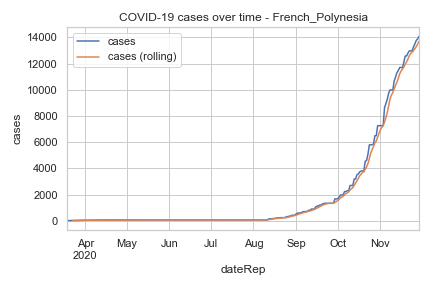 COVID-19 cases over time - French_Polynesia
cases
cases (rolling)
14000
12000
10000
8000
6000
4000
2000
0
cases
Apr May Jun Jul Aug Sep Oct Nov
2020
dateRep